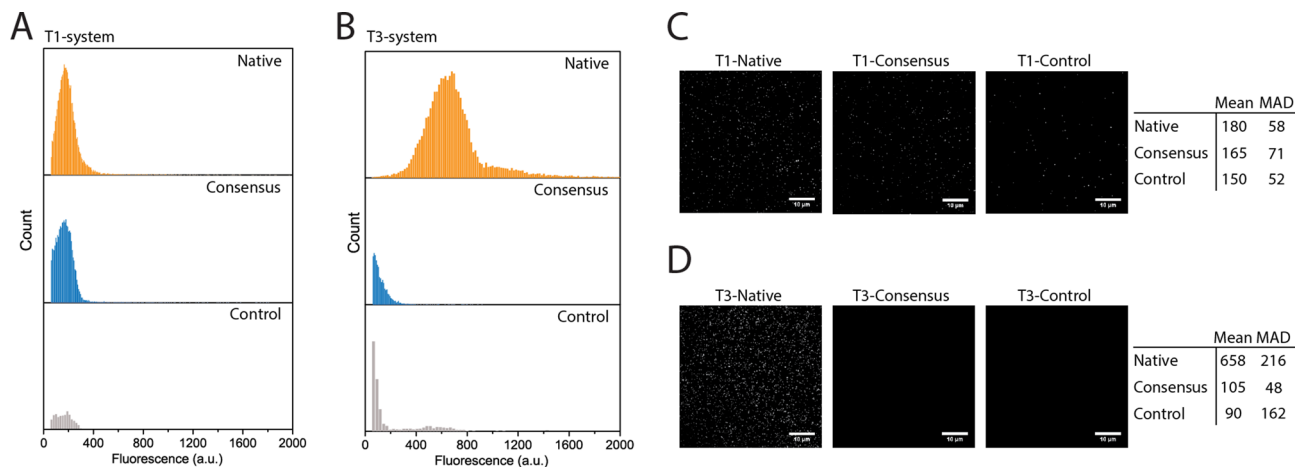 A
T1-system
Native
Consensus
Control
Count
0
400
800
1200
1600
2000
Fluorescence (a.u.)
B
T3-system
Native
Consensus
Control
Count
0
400
800
1200
1600
2000
Fluorescence (a.u.)
C
T1-Native
T1-Consensus
T1-Control
10 µm
10 µm
10 µm
Mean MAD
Native 180 58
Consensus 165 71
Control 150 52
D
T3-Native
T3-Consensus
T3-Control
10 µm
10 µm
10 µm
Mean MAD
Native 658 216
Consensus 105 48
Control 90 162